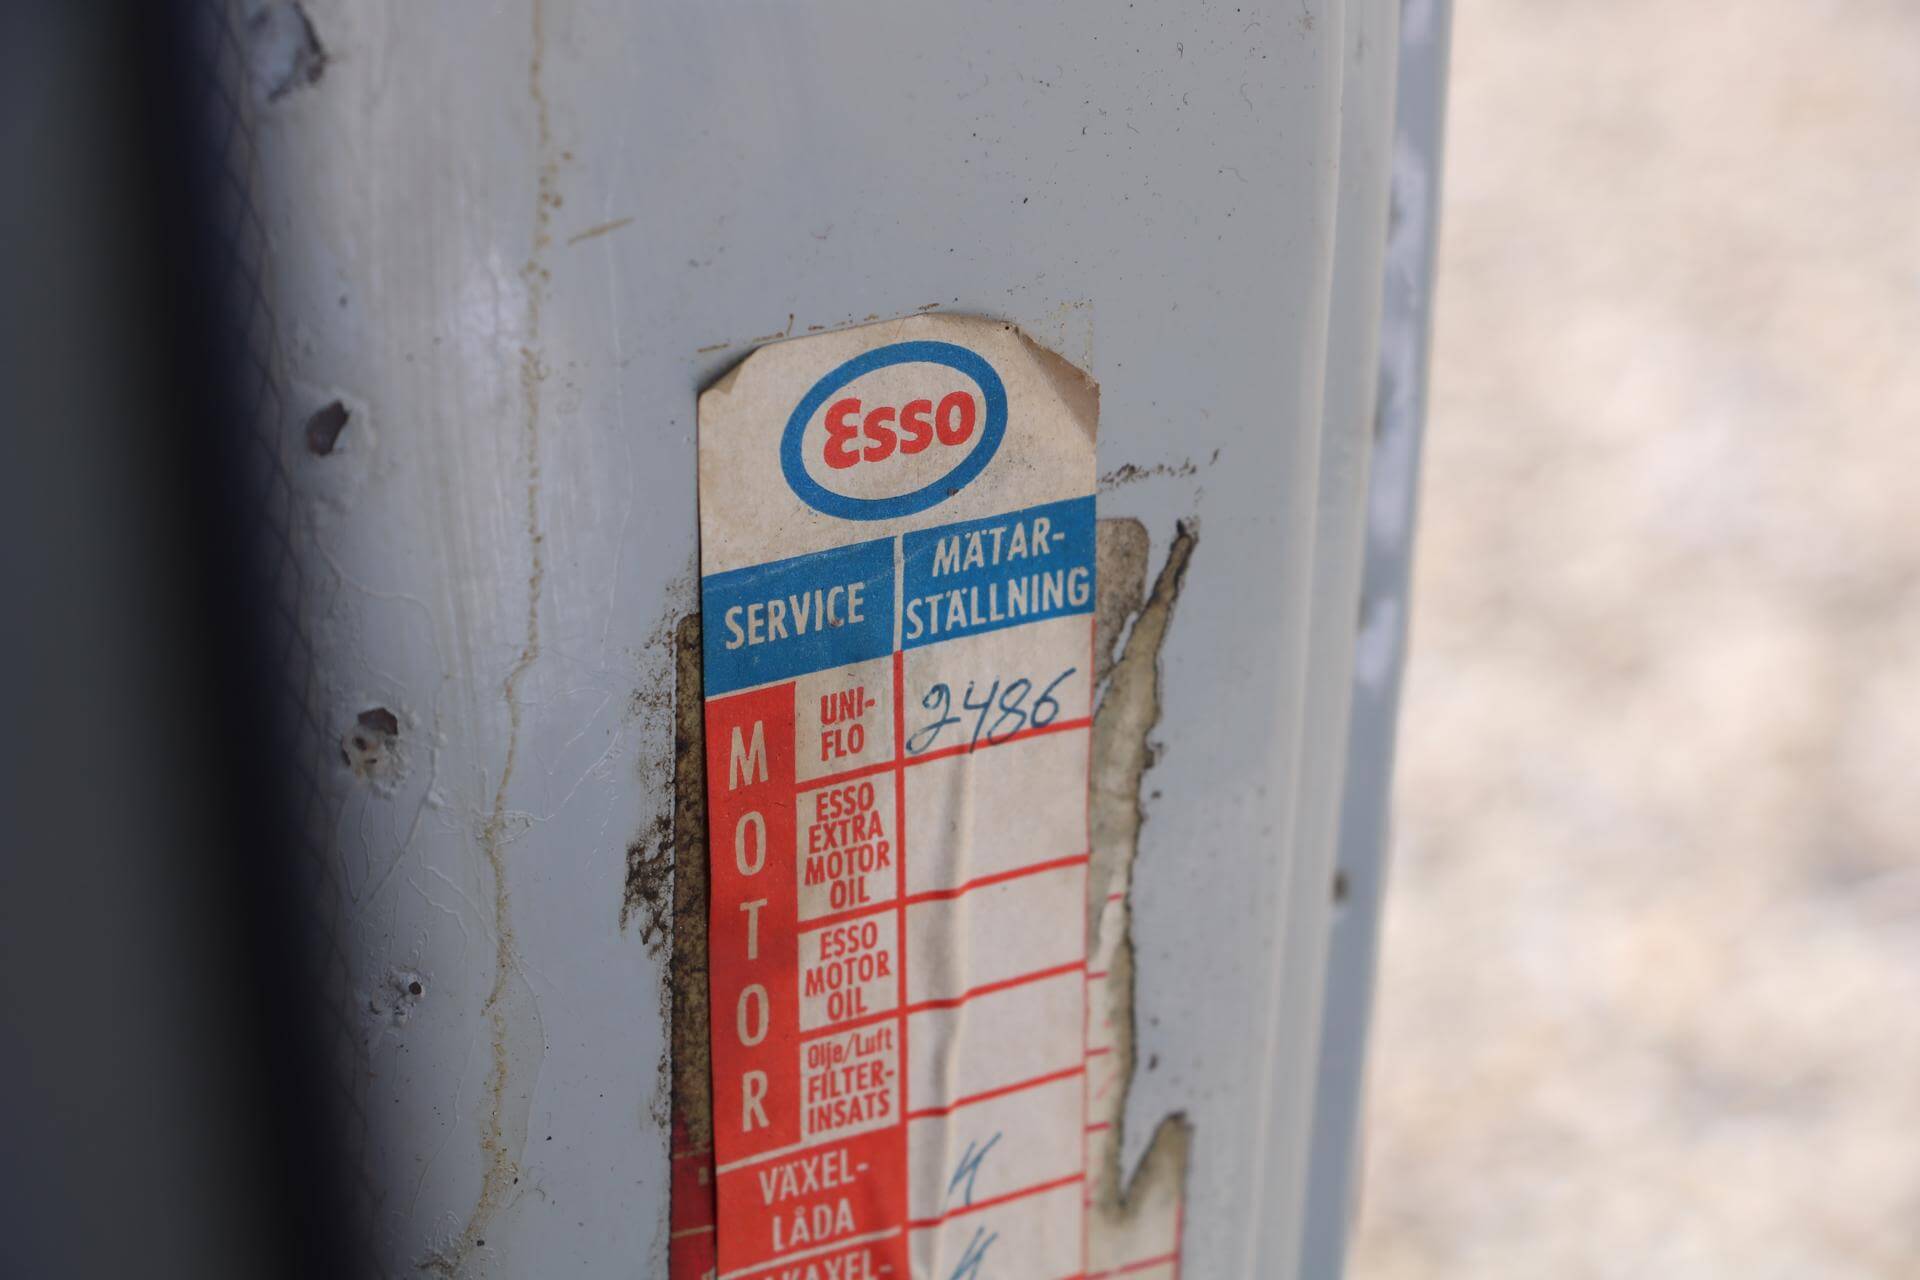 Esso
SERVICE
MÄTAR-
STÄLLNING
MOTOR
UNI-
FLO
2486
ESSO
EXTRA
MOTOR
OIL
ESSO
MOTOR
OIL
Olje/Luft
FILTER-
INSATS
VÄXEL-
LÅDA